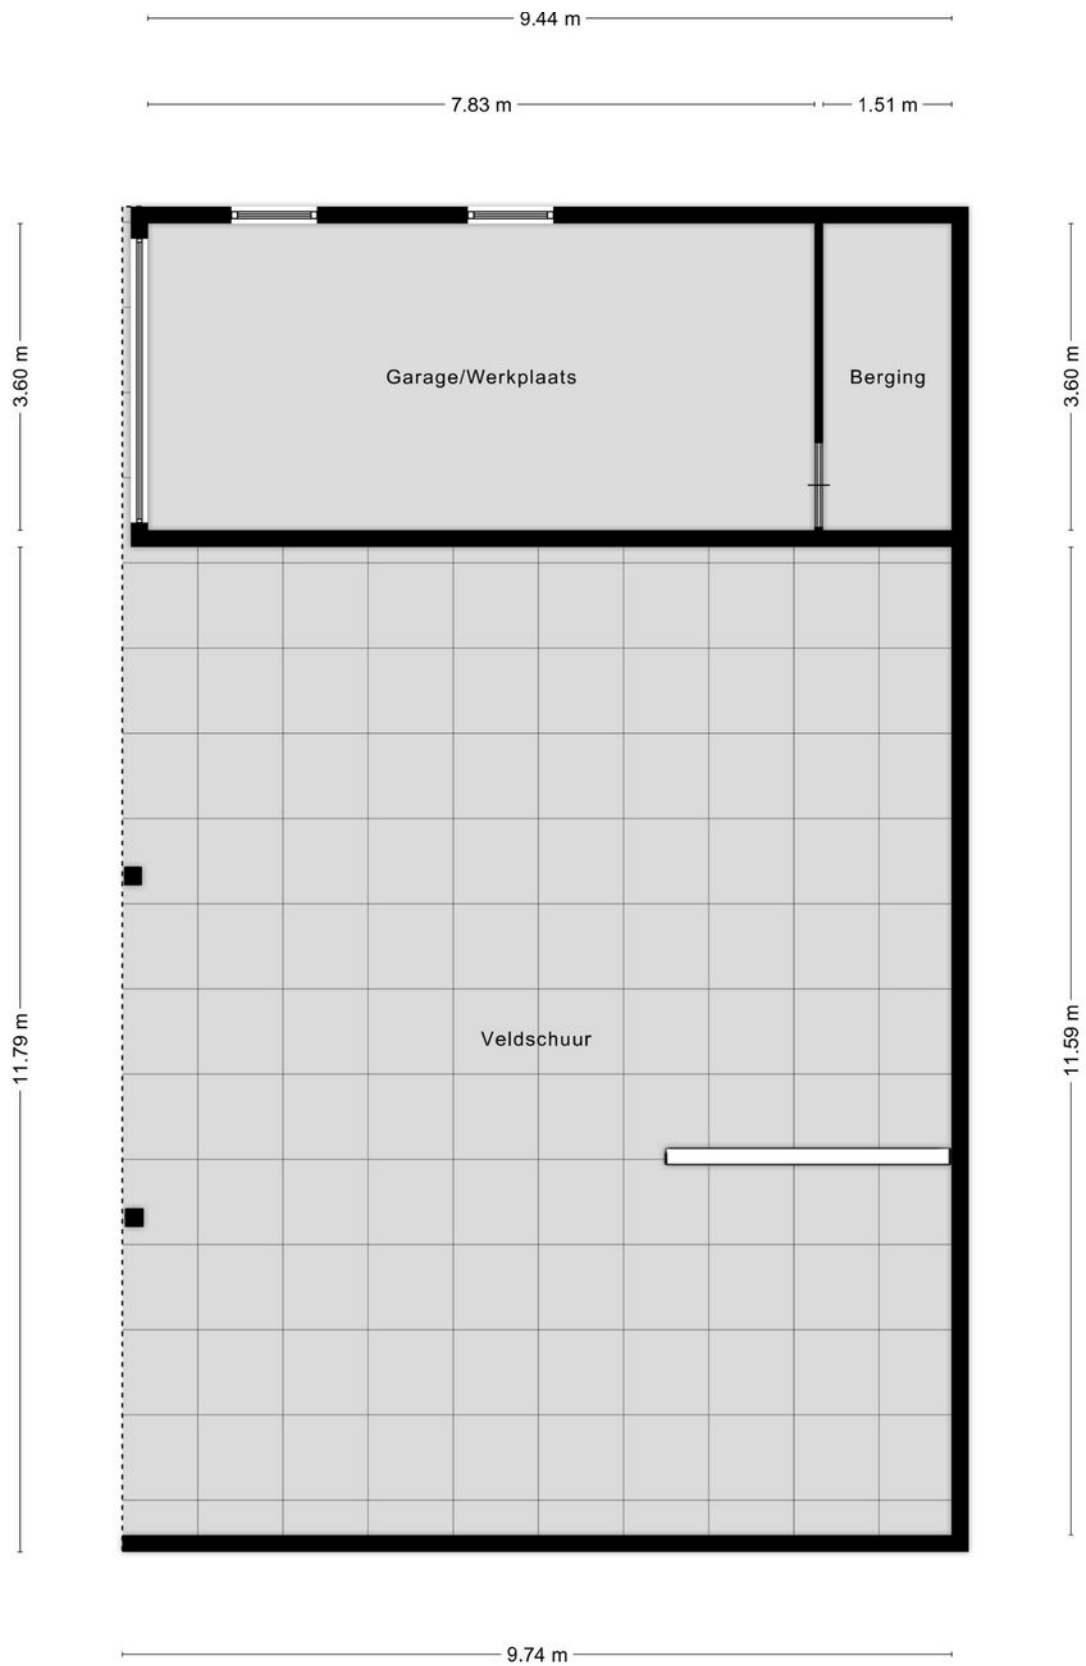 9.44 m
7.83 m
1.51 m
3.60 m
3.60 m
Garage/Werkplaats
Berging
11.79 m
11.59 m
Veldschuur
9.74 m